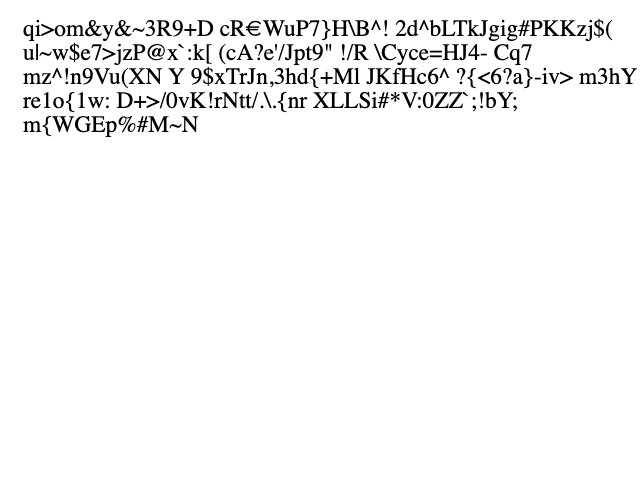 qi>om&y&~3R9+D cR€WuP7}H\B^! 2d^bLTkJgig#PKKzj$(
u|~w$e7>jzP@x`:k[ (cA?e'/Jpt9" !/R \Cyce=HJ4- Cq7
mz^!n9Vu(XN Y 9$xTrJn,3hd{+Ml JKfHc6^ ?{<6?a}-iv> m3hY
re1o{1w: D+>/0vK!rNtt/.\.{nr XLLSi#*V:0ZZ`;!bY;
m{WGEp%#M~N